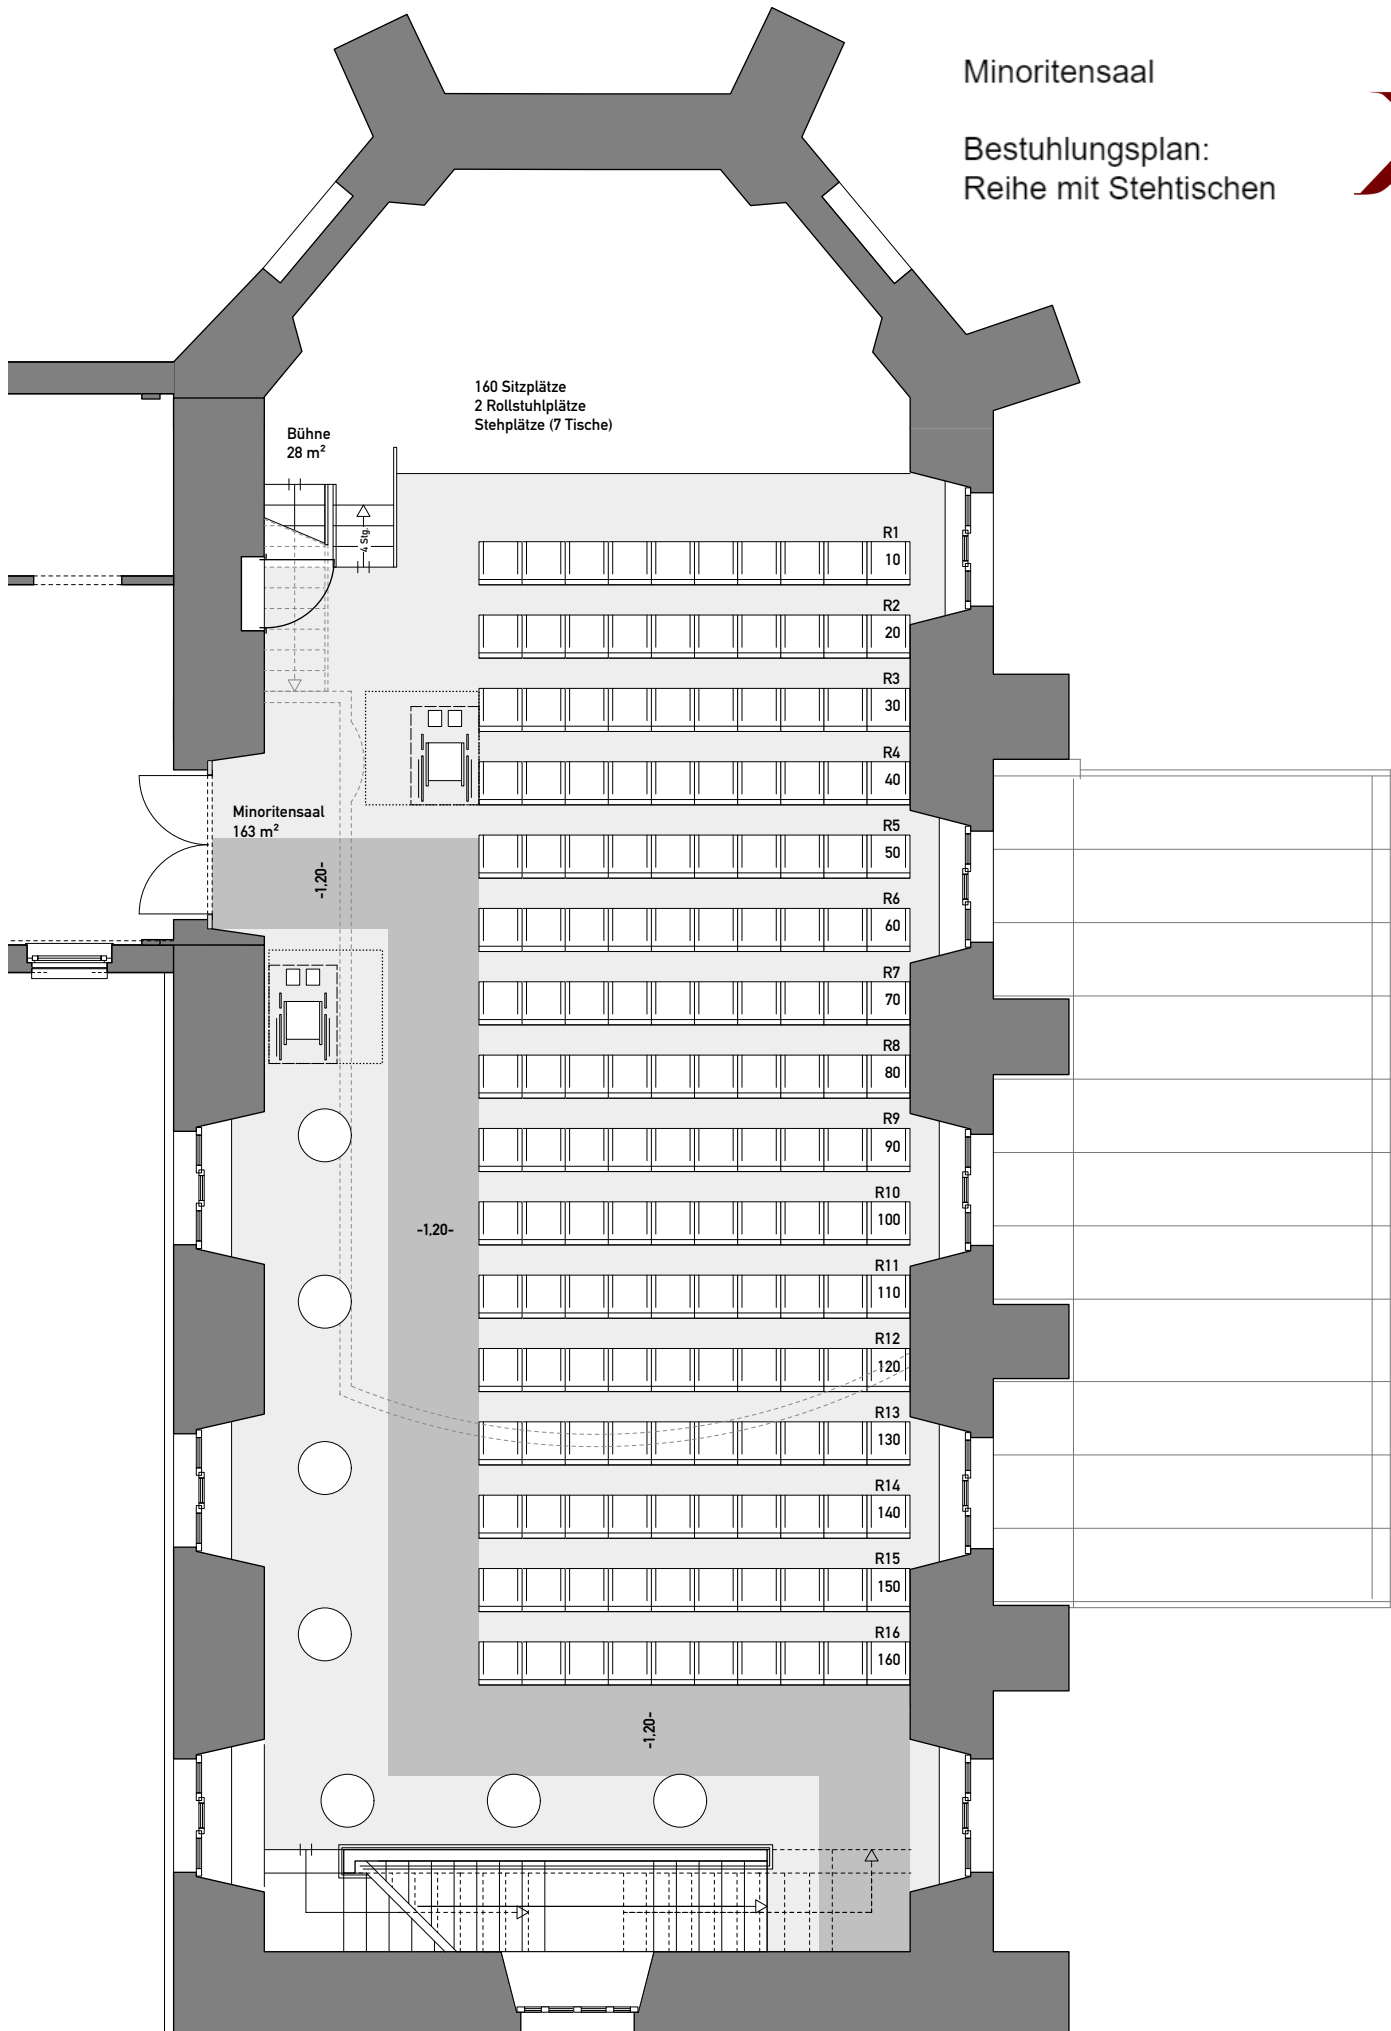 Minoritensaal
Bestuhlungsplan:
Reihe mit Stehtischen
160 Sitzplätze
2 Rollstuhlplätze
Stehplätze (7 Tische)
Bühne
28 m²
4 Stg.
R1
10
R2
20
R3
30
R4
40
Minoritensaal
163 m²
R5
50
-1,20-
R6
60
R7
70
R8
80
R9
90
R10
100
-1,20-
R11
110
R12
120
R13
130
R14
140
R15
150
R16
160
-1,20-